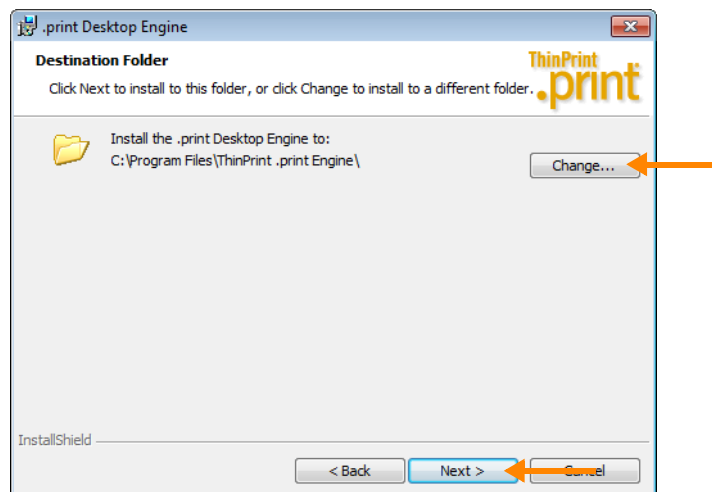 .print Desktop Engine
Destination Folder
Click Next to install to this folder, or click Change to install to a different folder.
ThinPrint
.print
Install the .print Desktop Engine to:
C:\Program Files\ThinPrint .print Engine\
Change...
InstallShield
< Back
Next >
Cancel